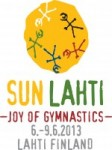 SUN LAHTI
–JOY OF GYMNASTICS–
6.–9.6.2013
LAHTI FINLAND